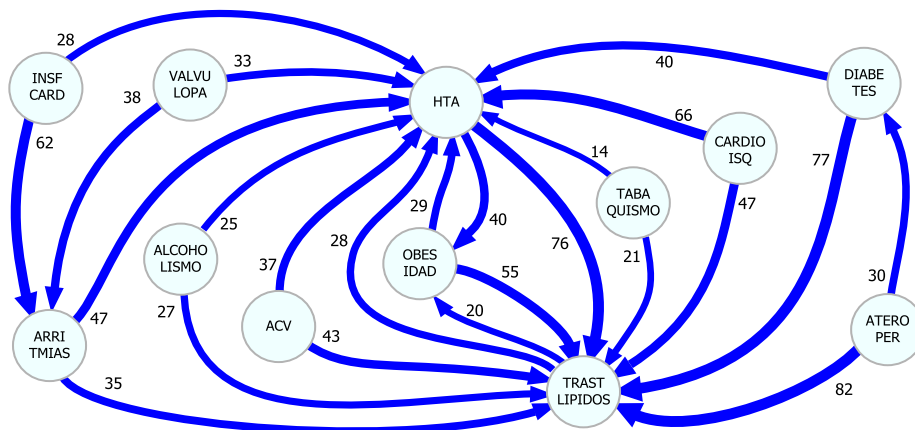 28
INSF
CARD
VALVU
LOPA
33
38
62
HTA
40
DIABE
TES
66
CARDIO
ISQ
14
77
TABA
QUISMO
47
29
40
25
28
ALCOHO
LISMO
OBES
IDAD
76
21
37
55
30
27
20
ACV
43
47
ARRI
TMIAS
ATERO
PER
35
TRAST
LIPIDOS
82